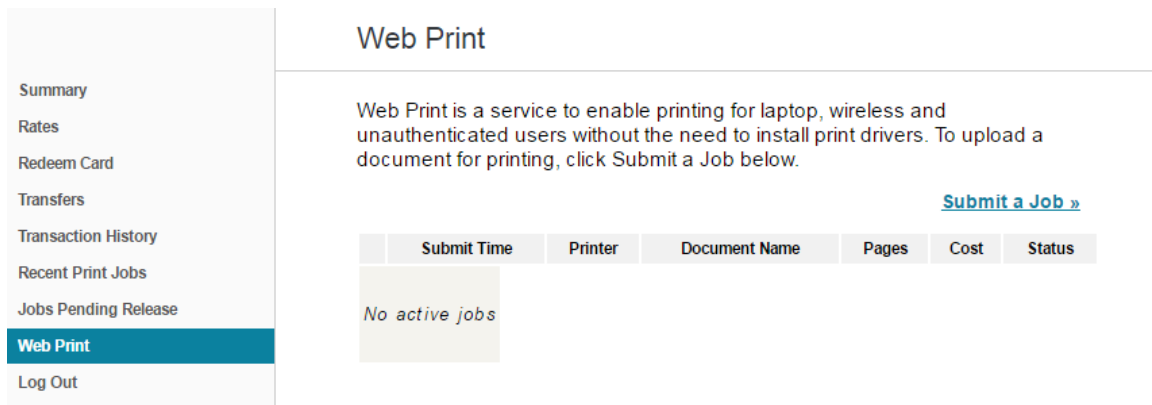 Web Print
Summary
Rates
Redeem Card
Transfers
Transaction History
Recent Print Jobs
Jobs Pending Release
Web Print
Log Out
Web Print is a service to enable printing for laptop, wireless and
unauthenticated users without the need to install print drivers. To upload a
document for printing, click Submit a Job below.
Submit a Job »
Submit Time Printer Document Name Pages Cost Status
No active jobs